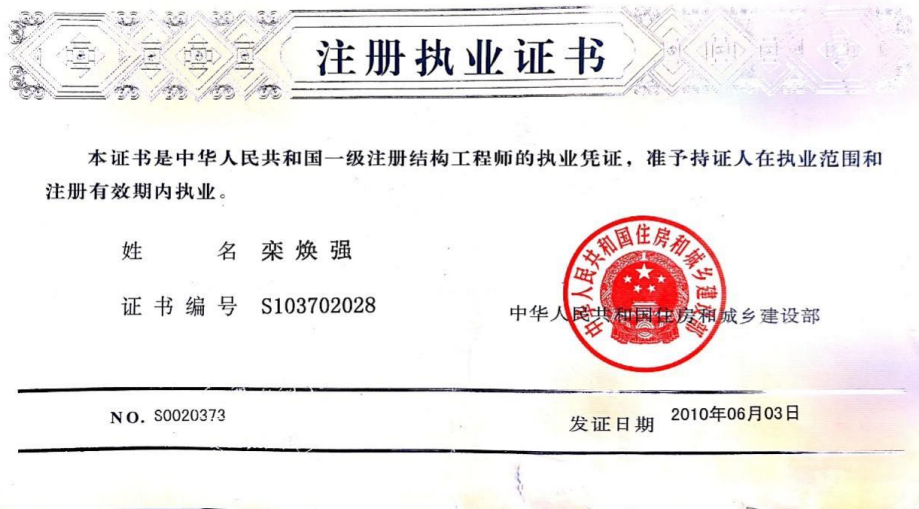 注册执业证书
本证书是中华人民共和国一级注册结构工程师的执业凭证，准予持证人在执业范围和
注册有效期内执业。
姓 名 栾焕强
证书编号 S103702028
中华人民共和国住房和城乡建设部
中华人民共和国住房和城乡建设部
NO. S0020373
发证日期 2010年06月03日